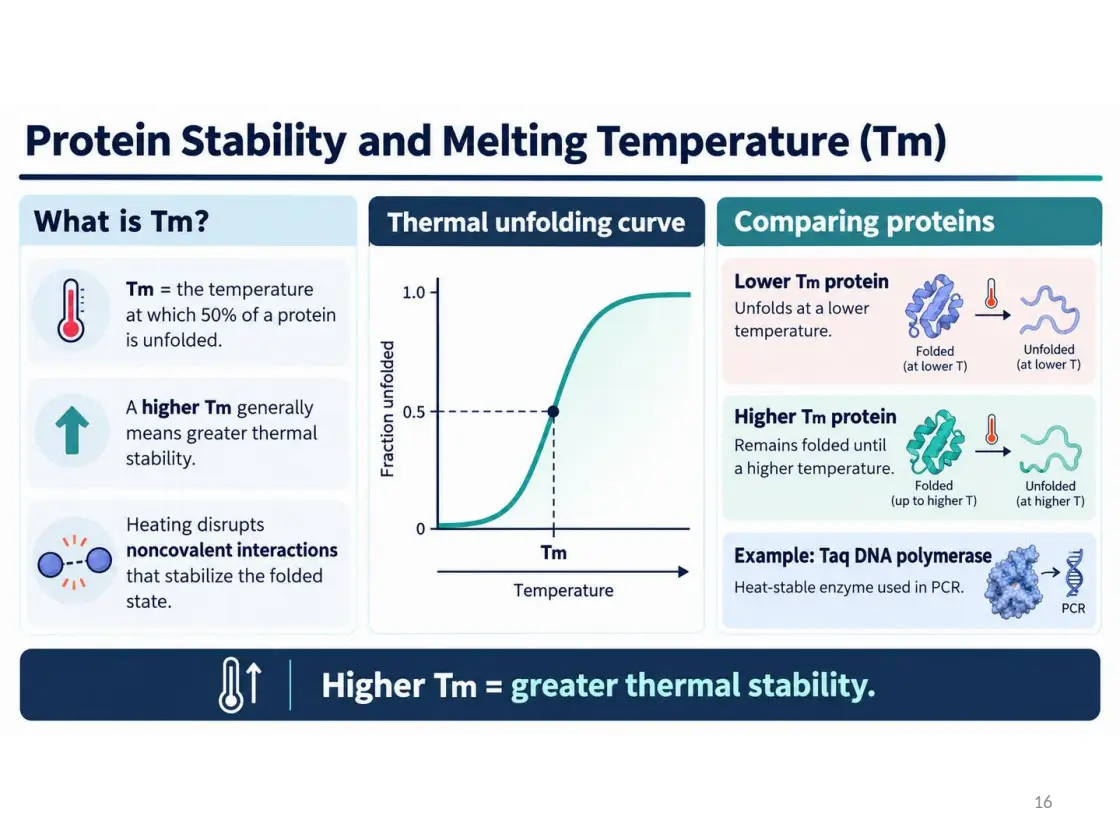 Protein Stability and Melting Temperature (Tm)
What is Tm?
Tm = the temperature
at which 50% of a protein
is unfolded.
A higher Tm generally
means greater thermal
stability.
Heating disrupts
noncovalent interactions
that stabilize the folded
state.
Thermal unfolding curve
Fraction unfolded
1.0
0.5
0
Tm
Temperature
Comparing proteins
Lower Tm protein
Unfolds at a lower
temperature.
Folded
(at lower T)
Unfolded
(at lower T)
Higher Tm protein
Remains folded until
a higher temperature.
Folded
(up to higher T)
Unfolded
(at higher T)
Example: Taq DNA polymerase
Heat-stable enzyme used in PCR.
PCR
Higher Tm = greater thermal stability.
16